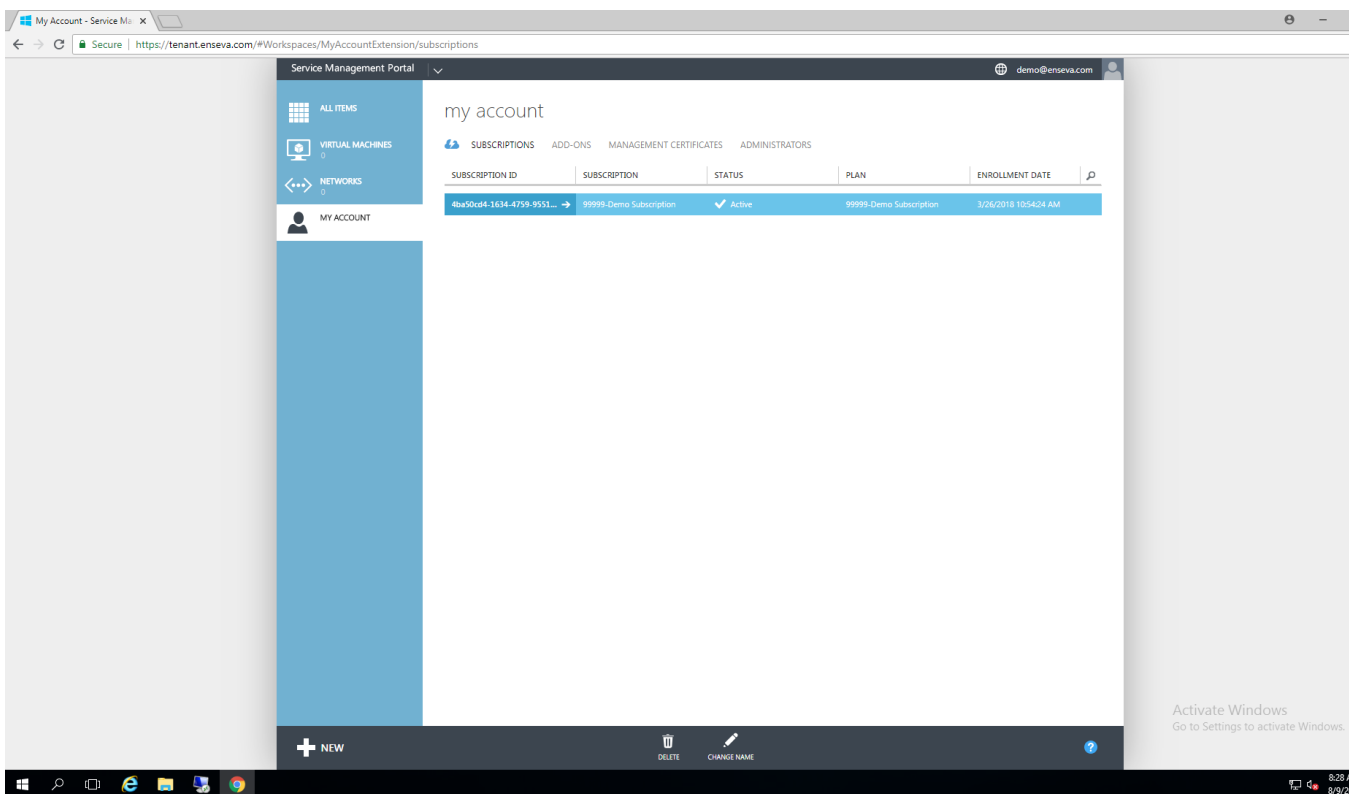 My Account - Service Ma
Secure | https://tenant.enseva.com/#Workspaces/MyAccountExtension/subscriptions
Service Management Portal
demo@enseva.com
ALL ITEMS
VIRTUAL MACHINES
0
NETWORKS
0
MY ACCOUNT
my account
SUBSCRIPTIONS ADD-ONS MANAGEMENT CERTIFICATES ADMINISTRATORS
SUBSCRIPTION ID SUBSCRIPTION STATUS PLAN ENROLLMENT DATE
4ba50cd4-1634-4759-9551... 99999-Demo Subscription Active 99999-Demo Subscription 3/26/2018 10:54:24 AM
Activate Windows
Go to Settings to activate Windows.
NEW
DELETE
CHANGE NAME
?
8:28
8/9/2